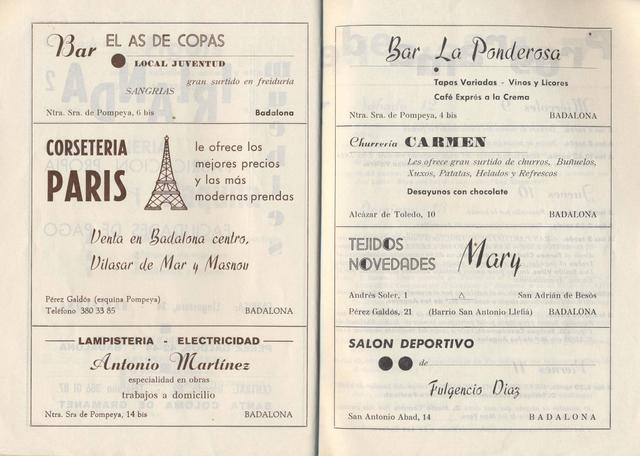 Bar EL AS DE COPAS
LOCAL JUVENTUD
gran surtido en freiduria
SANGRIAS
Ntra. Sra. de Pompeya, 6 bis Badalona
CORSETERIA
PARIS
le ofrece los
mejores precios
y las más
modernas prendas
Venta en Badalona centro,
Vilasar de Mar y Masnou
Pérez Galdós (esquina Pompeya)
Teléfono 380 33 85 BADALONA
LAMPISTERIA - ELECTRICIDAD
Antonio Martínez
especialidad en obras
trabajos a domicilio
Ntra. Sra de Pompeya, 14 bis BADALONA
Bar La Ponderosa
Tapas Variadas - Vinos y Licores
Café Exprés a la Crema
Ntra. Sra. de Pompeya, 4 bis BADALONA
Churrería CARMEN
Les ofrece gran surtido de churros, Buñuelos,
Xuxos, Patatas, Helados y Refrescos
Desayunos con chocolate
Alcázar de Toledo, 10 BADALONA
TEJIDOS
NOVEDADES
Mary
Andrés Soler, 1 San Adrián de Besós
Pérez Galdós, 21 (Barrio San Antonio Llefiá) BADALONA
SALON DEPORTIVO
de
Fulgencio Diaz
San Antonio Abad, 14 BADALONA